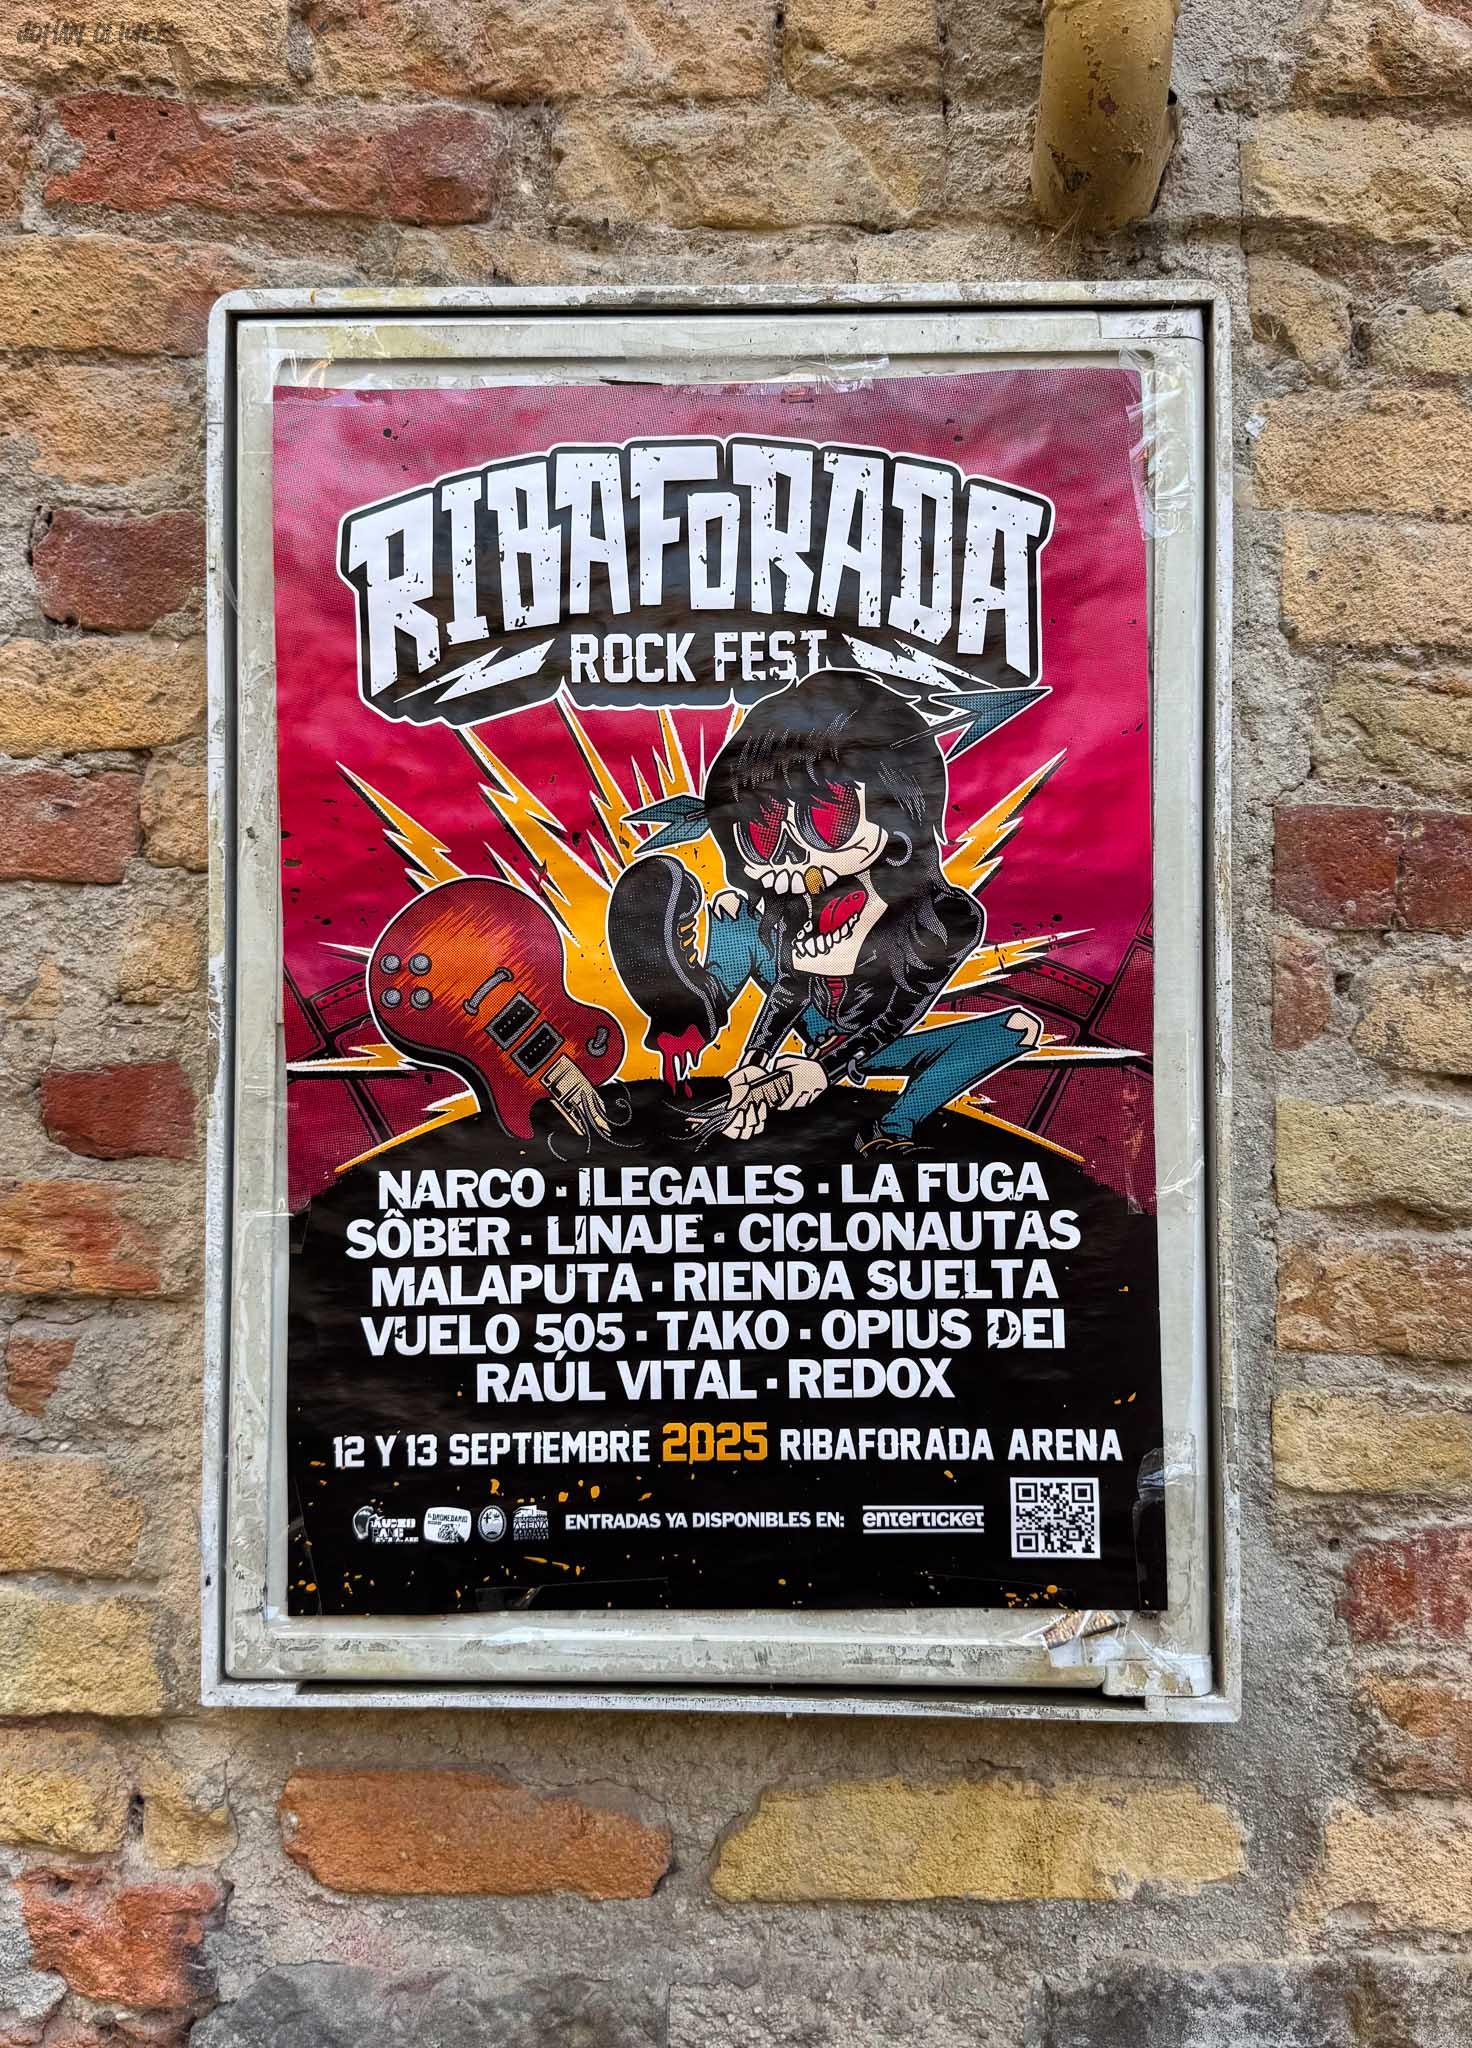 RIBAFORADA
ROCK FEST
NARCO · ILEGALES · LA FUGA
SÔBER · LINAJE · CICLONAUTAS
MALAPUTA · RIENDA SUELTA
VUELO 505 · TAKO · OPIUS DEI
RAÚL VITAL · REDOX
12 Y 13 SEPTIEMBRE 2025 RIBAFORADA ARENA
ENTRADAS YA DISPONIBLES EN: enterticket